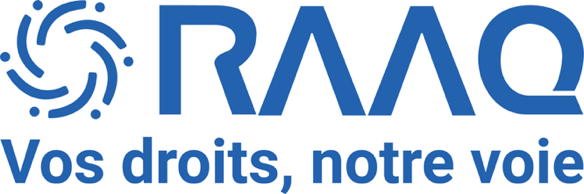 RAAQ
Vos droits, notre voie